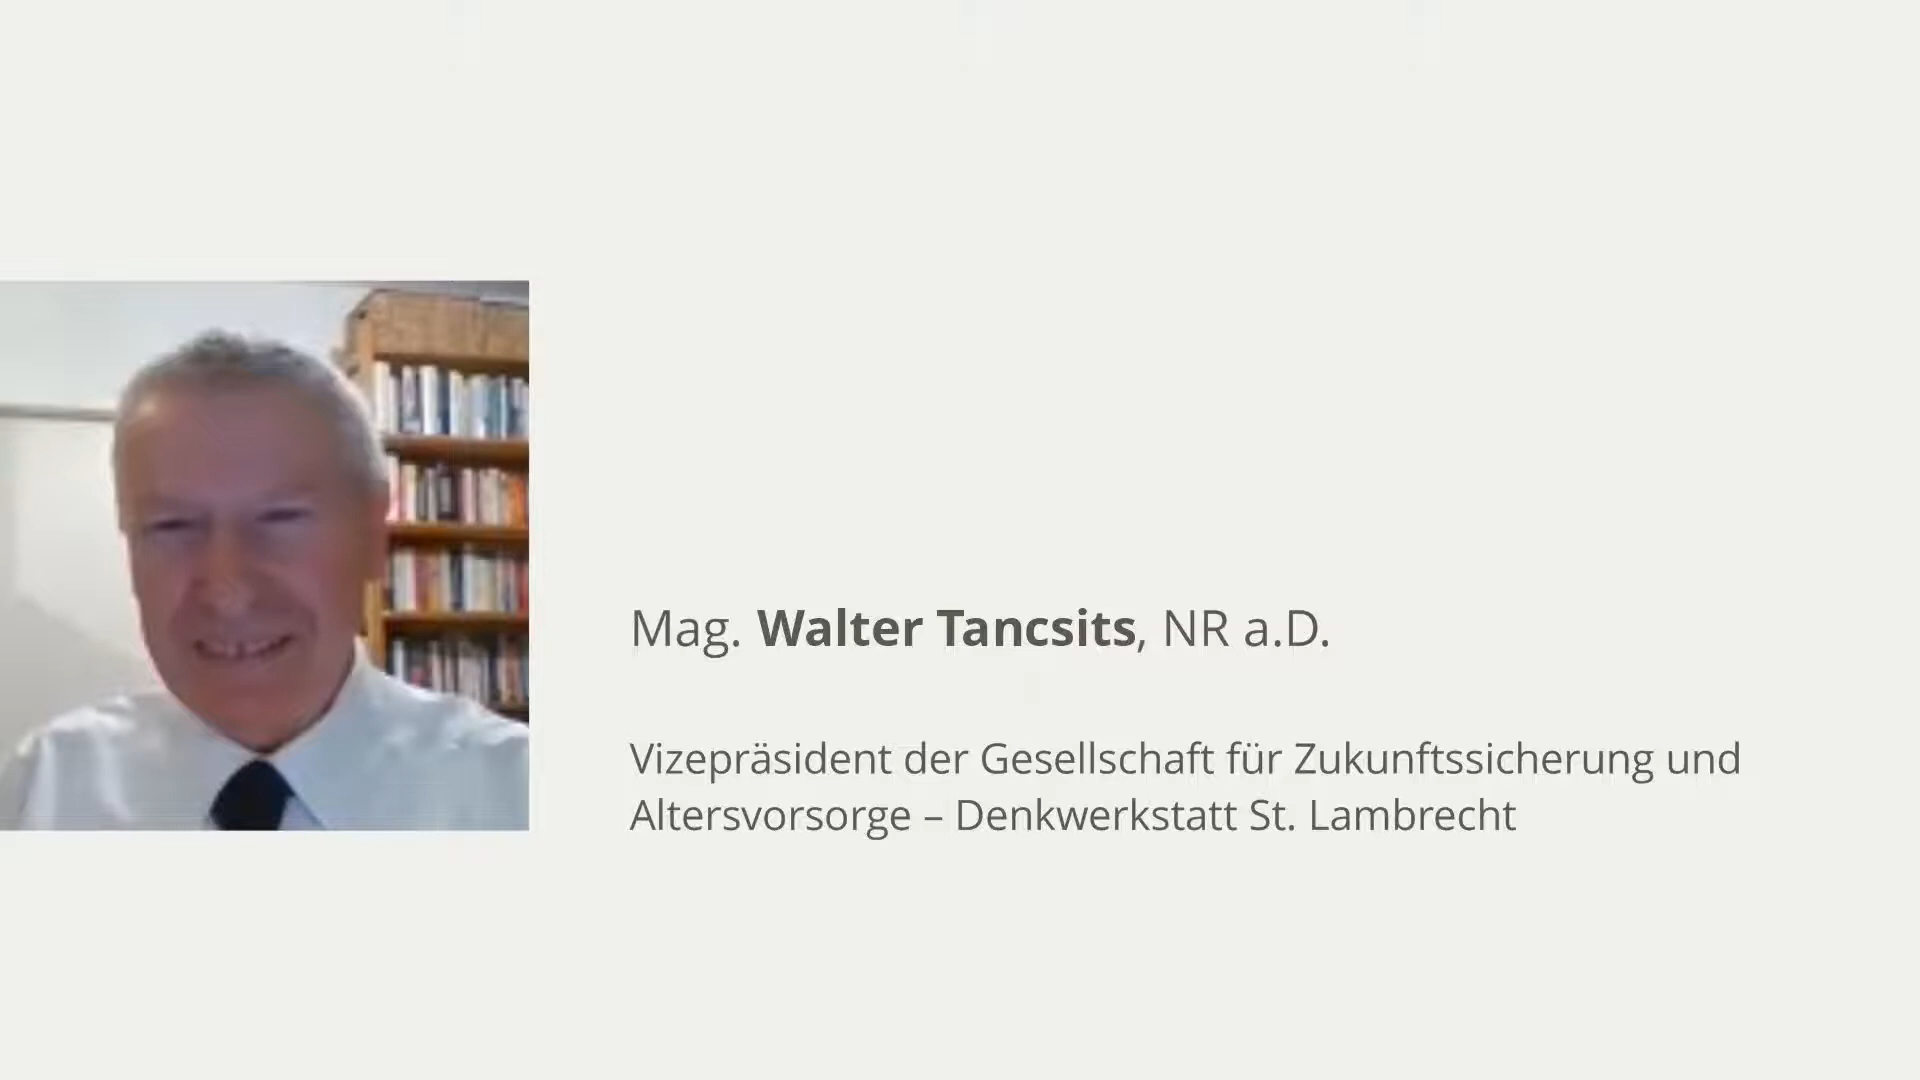 Mag. Walter Tancsits, NR a.D.
Vizepräsident der Gesellschaft für Zukunftssicherung und
Altersvorsorge – Denkwerkstatt St. Lambrecht